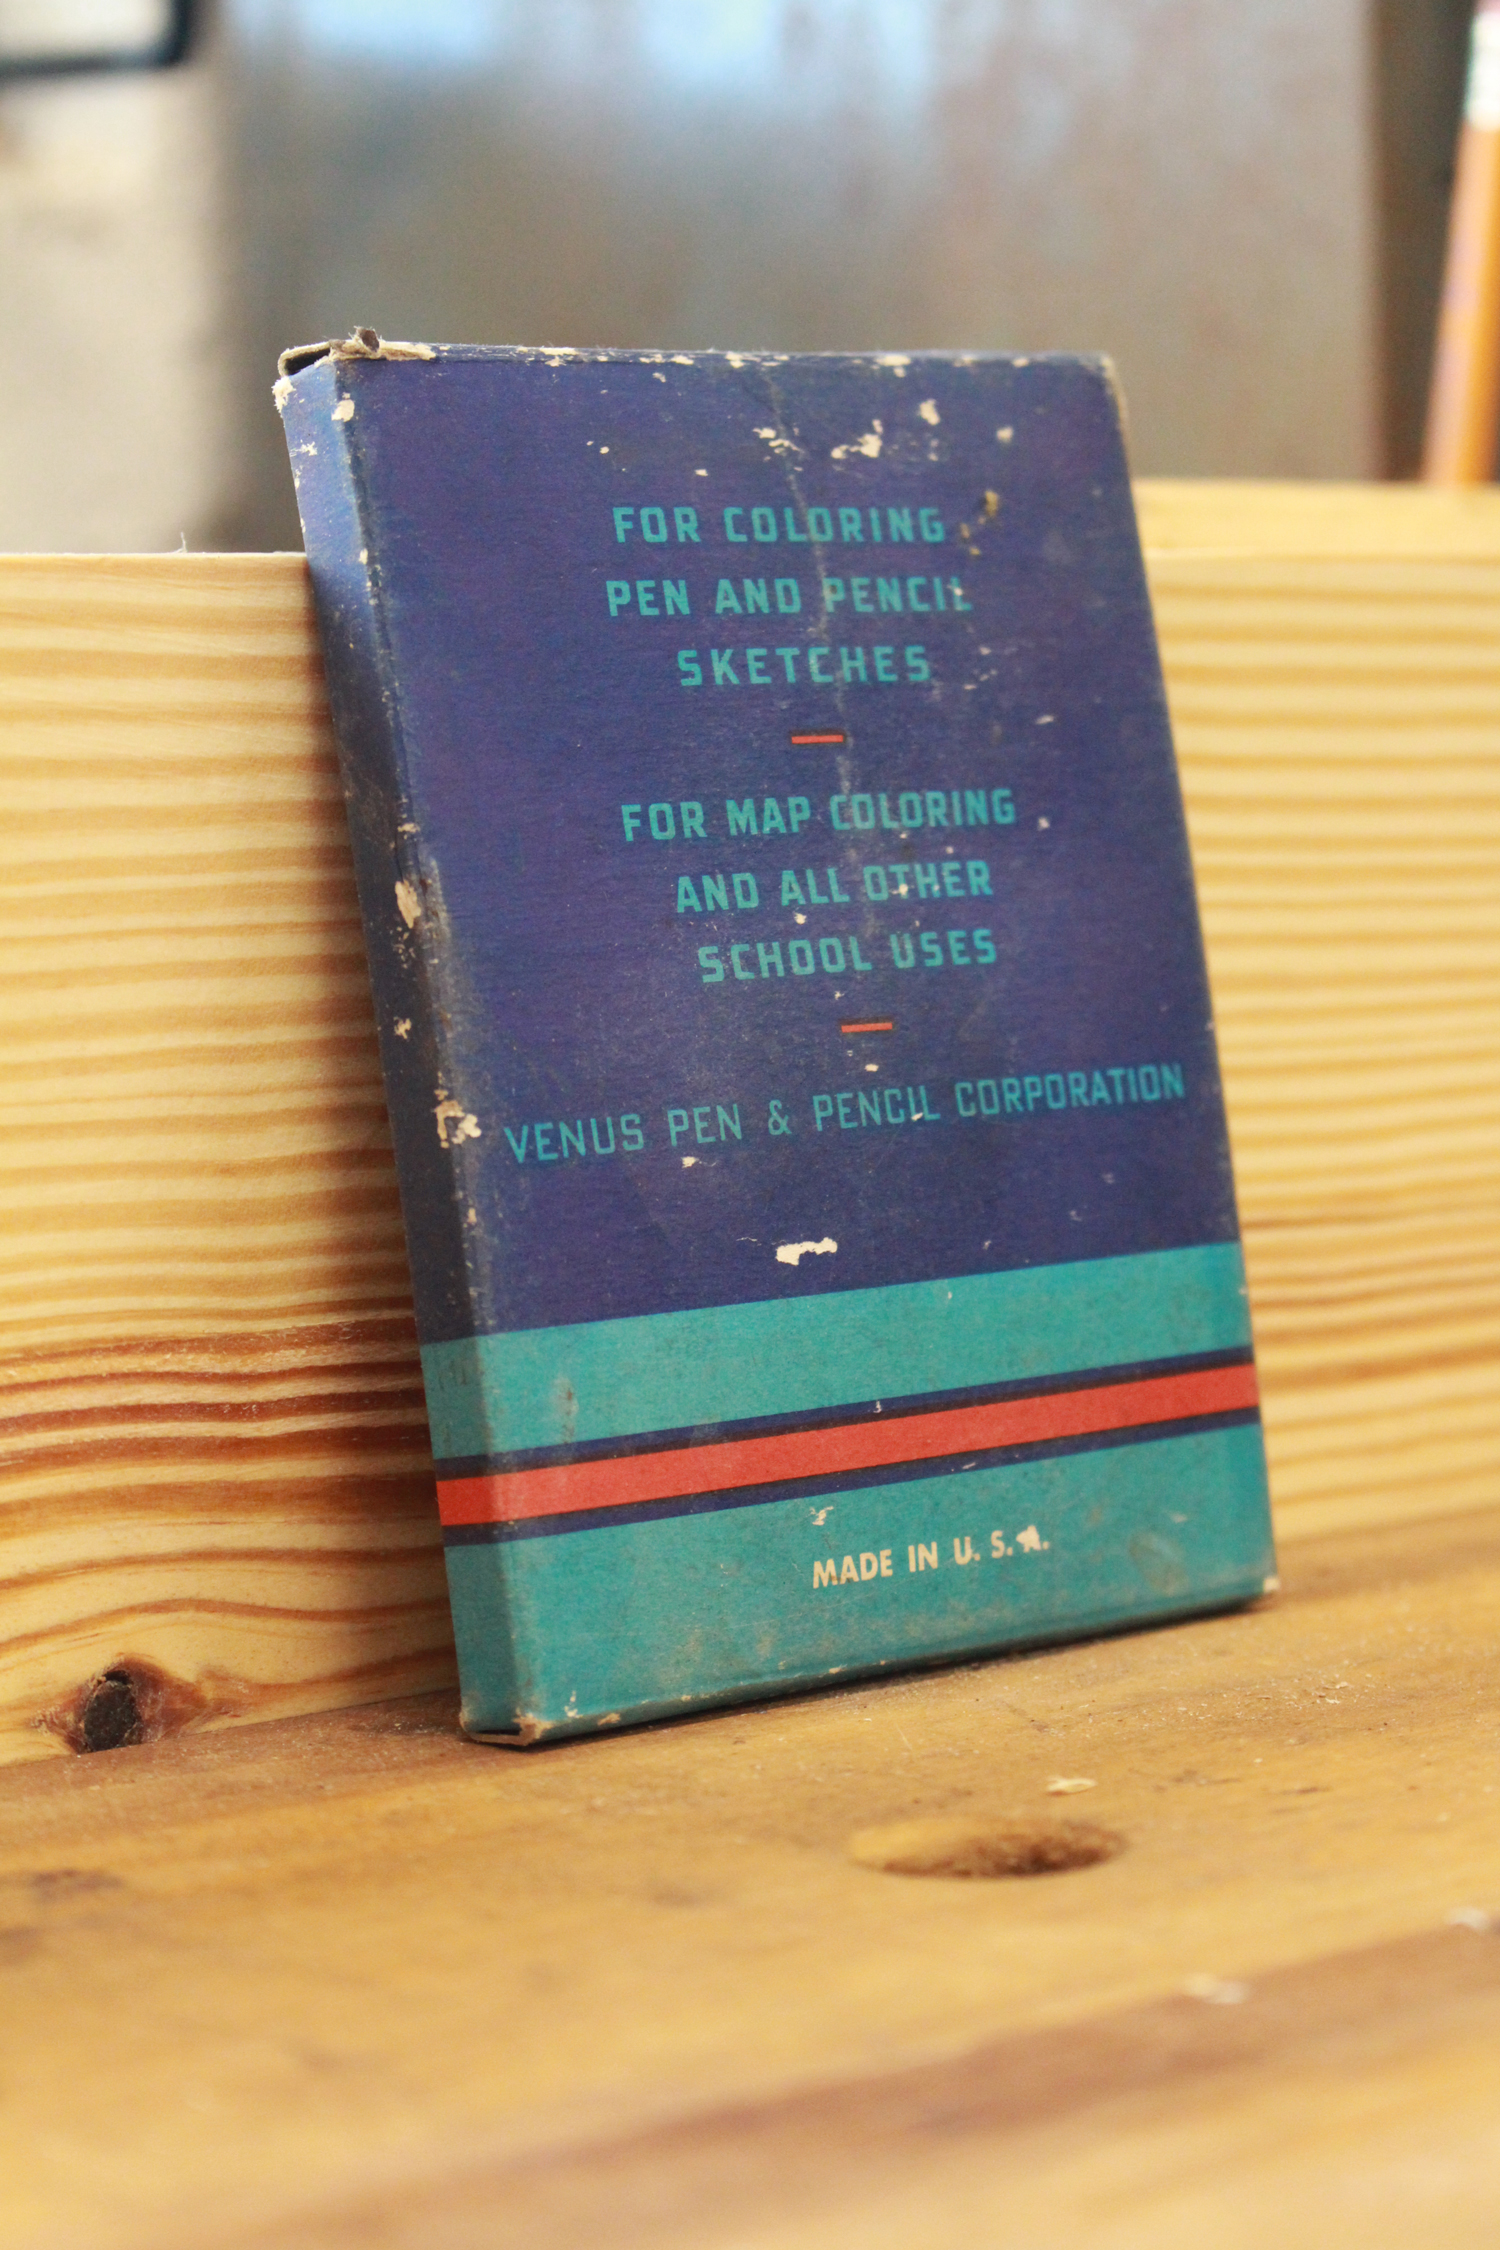 FOR COLORING
PEN AND PENCIL
SKETCHES
FOR MAP COLORING
AND ALL OTHER
SCHOOL USES
VENUS PEN & PENCIL CORPORATION
MADE IN U. S. A.